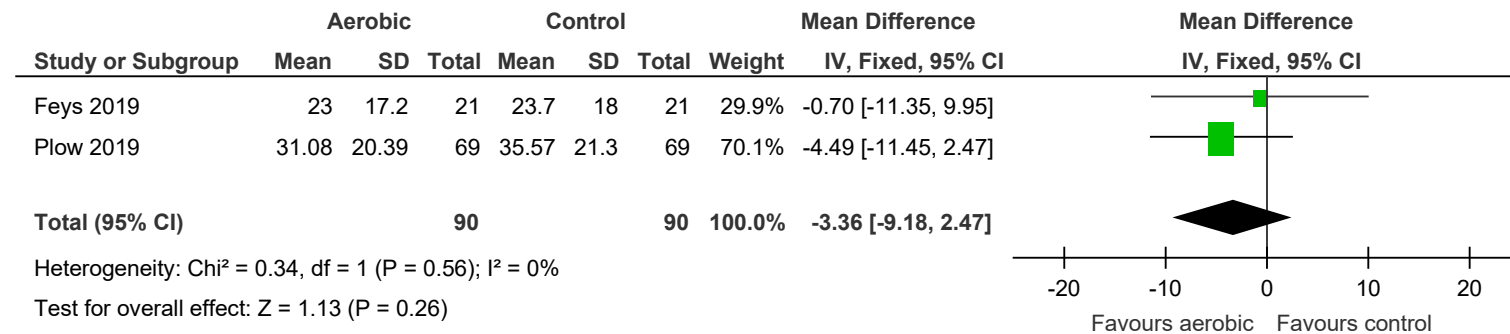 Aerobic Control Mean Difference Mean Difference
Study or Subgroup Mean SD Total Mean SD Total Weight IV, Fixed, 95% CI IV, Fixed, 95% CI
Feys 2019 23 17.2 21 23.7 18 21 29.9% -0.70 [-11.35, 9.95]
Plow 2019 31.08 20.39 69 35.57 21.3 69 70.1% -4.49 [-11.45, 2.47]
Total (95% CI) 90 90 100.0% -3.36 [-9.18, 2.47]
Heterogeneity: Chi² = 0.34, df = 1 (P = 0.56); I² = 0%
Test for overall effect: Z = 1.13 (P = 0.26)
-20 -10 0 10 20
Favours aerobic Favours control